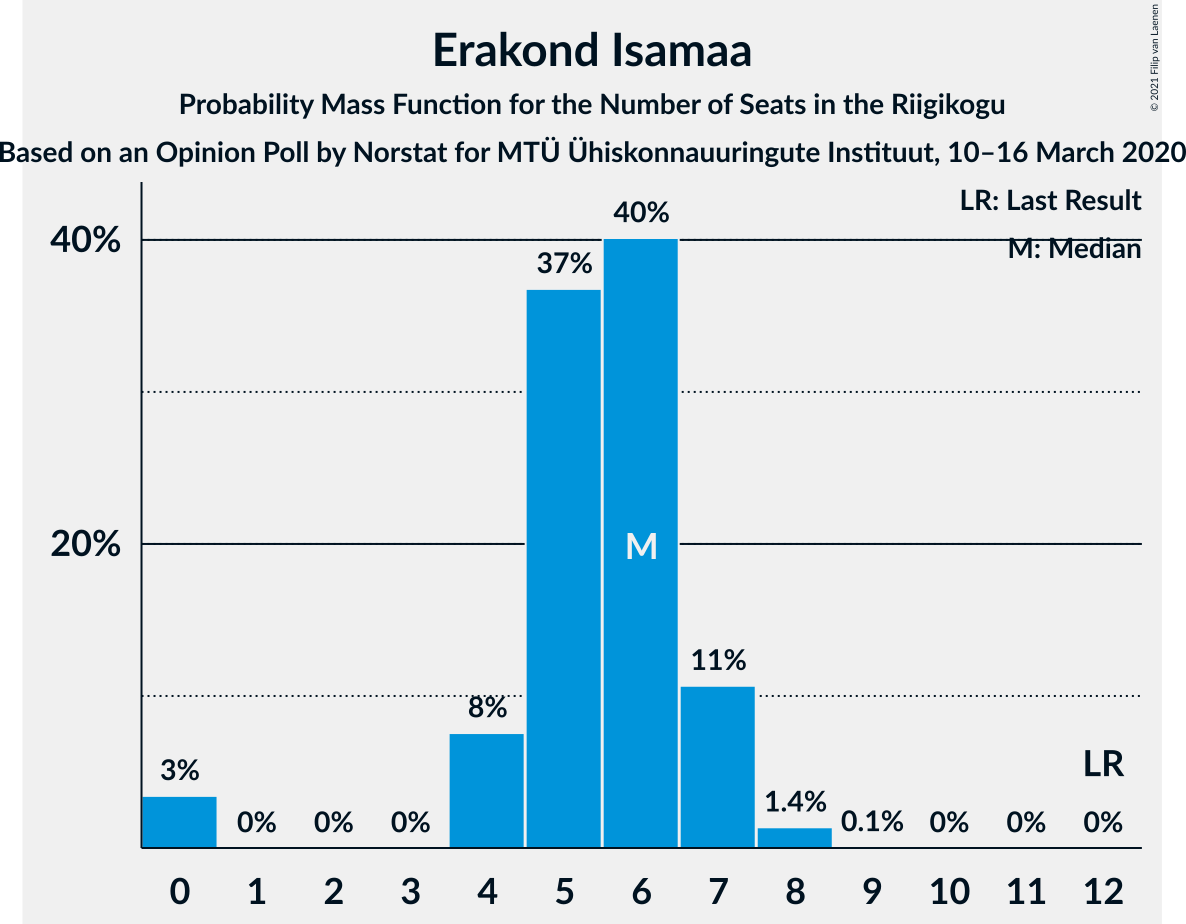 Erakond Isamaa
Probability Mass Function for the Number of Seats in the Riigikogu
Based on an Opinion Poll by Norstat for MTÜ Ühiskonnauuringute Instituut, 10–16 March 2020
© 2021 Filip van Laenen
LR: Last Result
M: Median
40%
20%
3%
0%
0%
0%
8%
37%
40%
M
11%
1.4%
0.1%
0%
0%
LR
0%
0 1 2 3 4 5 6 7 8 9 10 11 12